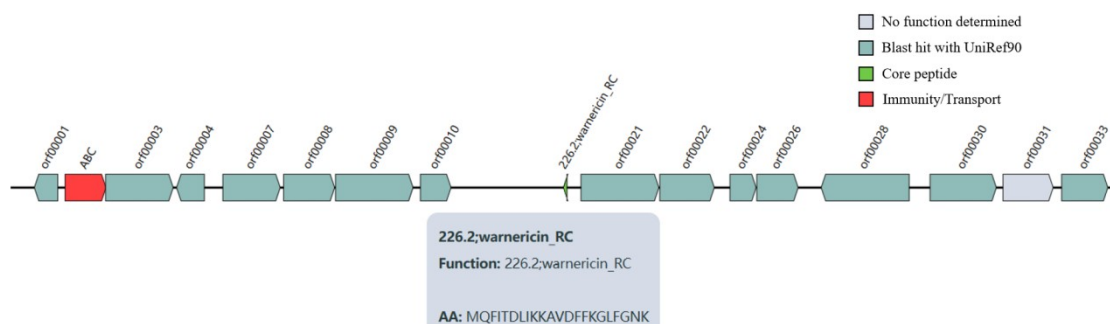 No function determined
Blast hit with UniRef90
Core peptide
Immunity/Transport
orf00001
ABC
orf00003
orf00004
orf00007
orf00008
orf00009
orf00010
226.2;warnericin_RC
orf00021
orf00022
orf00024
orf00026
orf00028
orf00030
orf00031
orf00033
226.2;warnericin_RC
Function: 226.2;warnericin_RC
AA: MQFITDLIKKAVDFFKGLFGNK